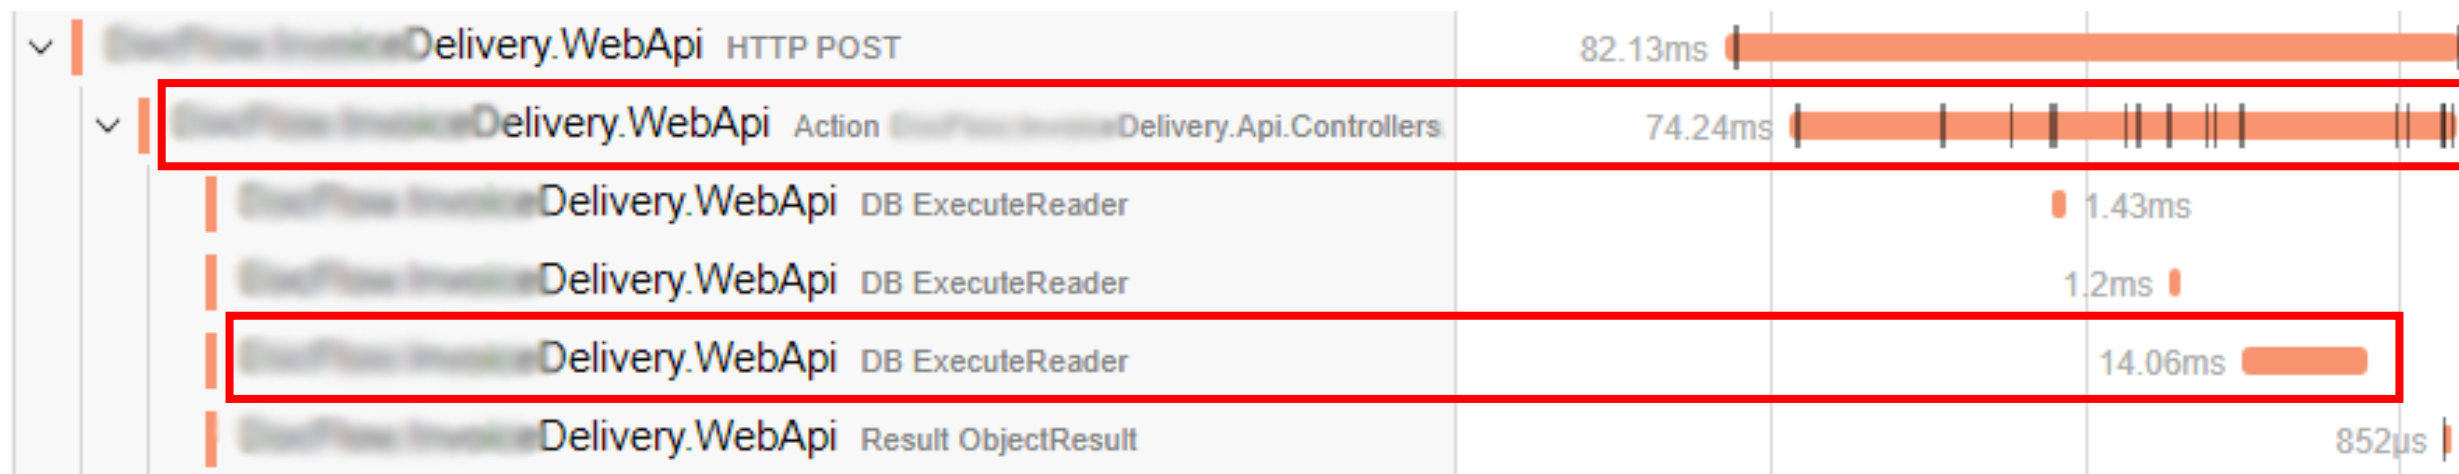 Delivery.WebApi HTTP POST 82.13ms
Delivery.WebApi Action Delivery.Api.Controllers 74.24ms
Delivery.WebApi DB ExecuteReader 1.43ms
Delivery.WebApi DB ExecuteReader 1.2ms
Delivery.WebApi DB ExecuteReader 14.06ms
Delivery.WebApi Result ObjectResult 852µs